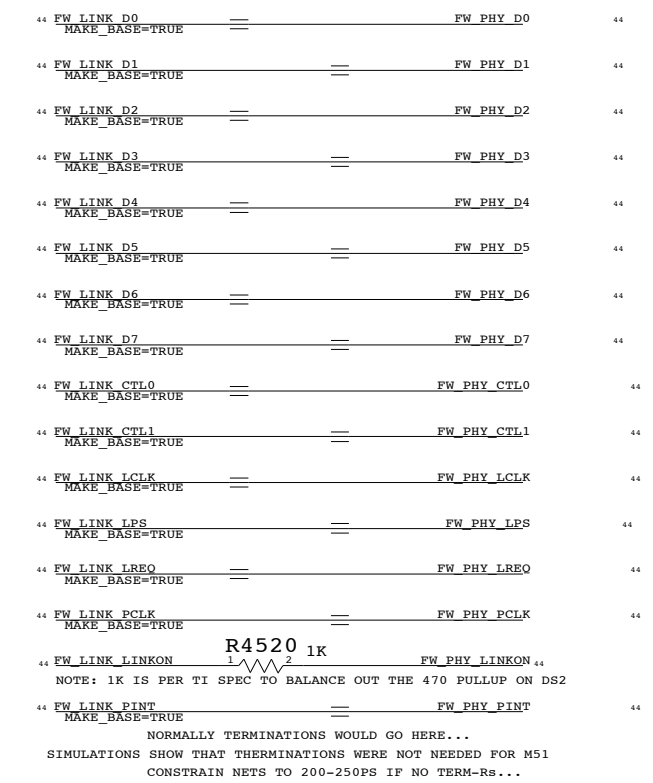 44 FW_LINK_D0 FW_PHY_D0 44
MAKE_BASE=TRUE
44 FW_LINK_D1 FW_PHY_D1 44
MAKE_BASE=TRUE
44 FW_LINK_D2 FW_PHY_D2 44
MAKE_BASE=TRUE
44 FW_LINK_D3 FW_PHY_D3 44
MAKE_BASE=TRUE
44 FW_LINK_D4 FW_PHY_D4 44
MAKE_BASE=TRUE
44 FW_LINK_D5 FW_PHY_D5 44
MAKE_BASE=TRUE
44 FW_LINK_D6 FW_PHY_D6 44
MAKE_BASE=TRUE
44 FW_LINK_D7 FW_PHY_D7 44
MAKE_BASE=TRUE
44 FW_LINK_CTL0 FW_PHY_CTL0 44
MAKE_BASE=TRUE
44 FW_LINK_CTL1 FW_PHY_CTL1 44
MAKE_BASE=TRUE
44 FW_LINK_LCLK FW_PHY_LCLK 44
MAKE_BASE=TRUE
44 FW_LINK_LPS FW_PHY_LPS 44
MAKE_BASE=TRUE
44 FW_LINK_LREQ FW_PHY_LREQ 44
MAKE_BASE=TRUE
44 FW_LINK_PCLK FW_PHY_PCLK 44
MAKE_BASE=TRUE
R4520 1K
44 FW_LINK_LINKON 1 2 FW_PHY_LINKON 44
NOTE: 1K IS PER TI SPEC TO BALANCE OUT THE 470 PULLUP ON DS2
44 FW_LINK_PINT FW_PHY_PINT 44
MAKE_BASE=TRUE
NORMALLY TERMINATIONS WOULD GO HERE...
SIMULATIONS SHOW THAT THERMINATIONS WERE NOT NEEDED FOR M51
CONSTRAIN NETS TO 200-250PS IF NO TERM-Rs...